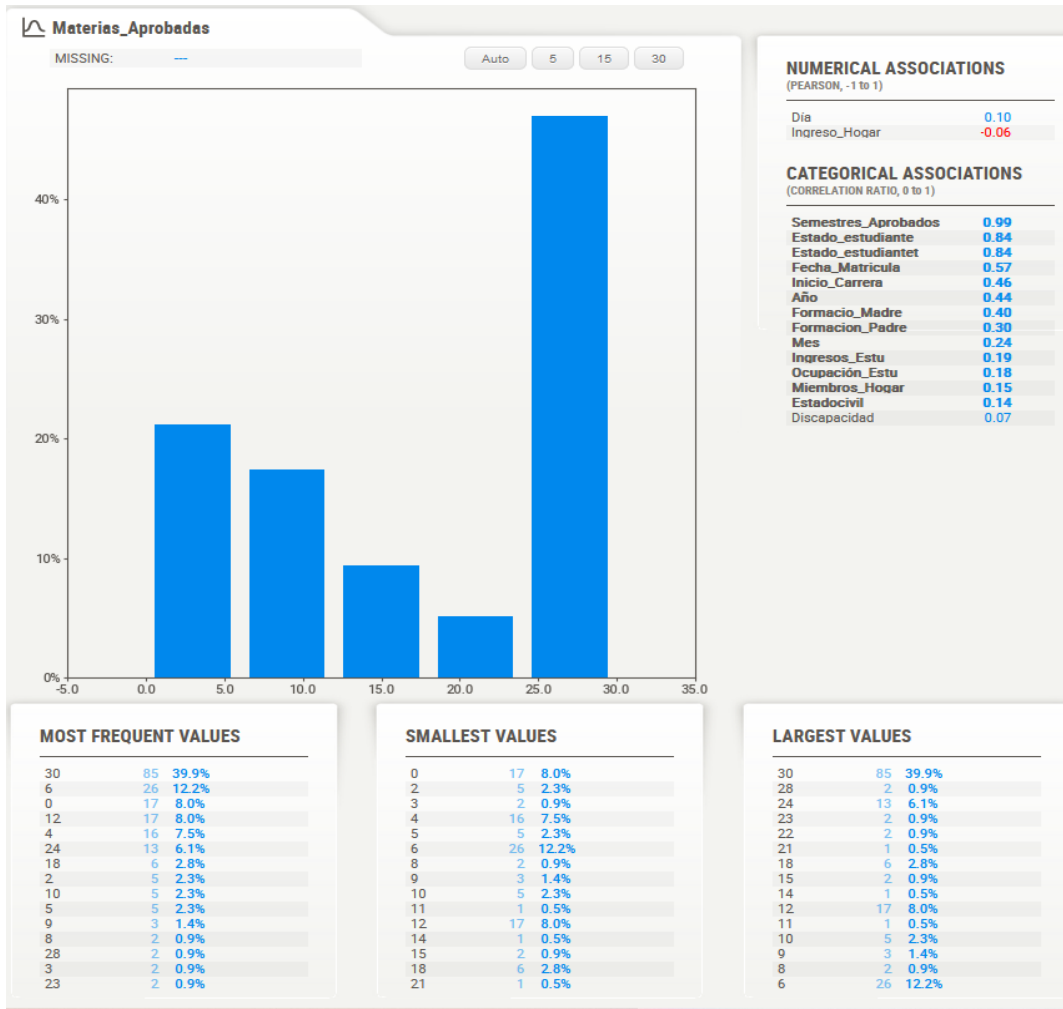 Materias_Aprobadas
MISSING: ---
Auto 5 15 30
40%
30%
20%
10%
0%
-5.0 0.0 5.0 10.0 15.0 20.0 25.0 30.0 35.0
NUMERICAL ASSOCIATIONS
(PEARSON, -1 to 1)
Día 0.10
Ingreso_Hogar -0.06
CATEGORICAL ASSOCIATIONS
(CORRELATION RATIO, 0 to 1)
Semestres_Aprobados 0.99
Estado_estudiante 0.84
Estado_estudiantet 0.84
Fecha_Matricula 0.57
Inicio_Carrera 0.46
Año 0.44
Formacio_Madre 0.40
Formacion_Padre 0.30
Mes 0.24
Ingresos_Estu 0.19
Ocupación_Estu 0.18
Miembros_Hogar 0.15
Estadocivil 0.14
Discapacidad 0.07
MOST FREQUENT VALUES
30 85 39.9%
6 26 12.2%
0 17 8.0%
12 17 8.0%
4 16 7.5%
24 13 6.1%
18 6 2.8%
2 5 2.3%
10 5 2.3%
5 5 2.3%
9 3 1.4%
8 2 0.9%
28 2 0.9%
3 2 0.9%
23 2 0.9%
SMALLEST VALUES
0 17 8.0%
2 5 2.3%
3 2 0.9%
4 16 7.5%
5 5 2.3%
6 26 12.2%
8 2 0.9%
9 3 1.4%
10 5 2.3%
11 1 0.5%
12 17 8.0%
14 1 0.5%
15 2 0.9%
18 6 2.8%
21 1 0.5%
LARGEST VALUES
30 85 39.9%
28 2 0.9%
24 13 6.1%
23 2 0.9%
22 2 0.9%
21 1 0.5%
18 6 2.8%
15 2 0.9%
14 1 0.5%
12 17 8.0%
11 1 0.5%
10 5 2.3%
9 3 1.4%
8 2 0.9%
6 26 12.2%